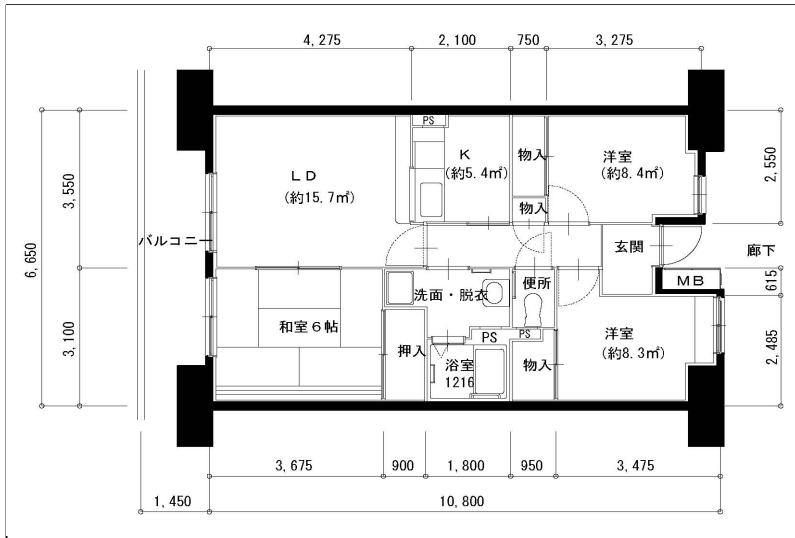 4,275
2,100
750
3,275
PS
LD
(約15.7㎡)
K
(約5.4㎡)
物入
洋室
(約8.4㎡)
2,550
3,550
物入
6,650
バルコニー
玄関
廊下
洗面・脱衣
便所
MB
615
和室6帖
押入
PS
PS
洋室
(約8.3㎡)
3,100
浴室
1216
物入
2,485
3,675
900
1,800
950
3,475
1,450
10,800